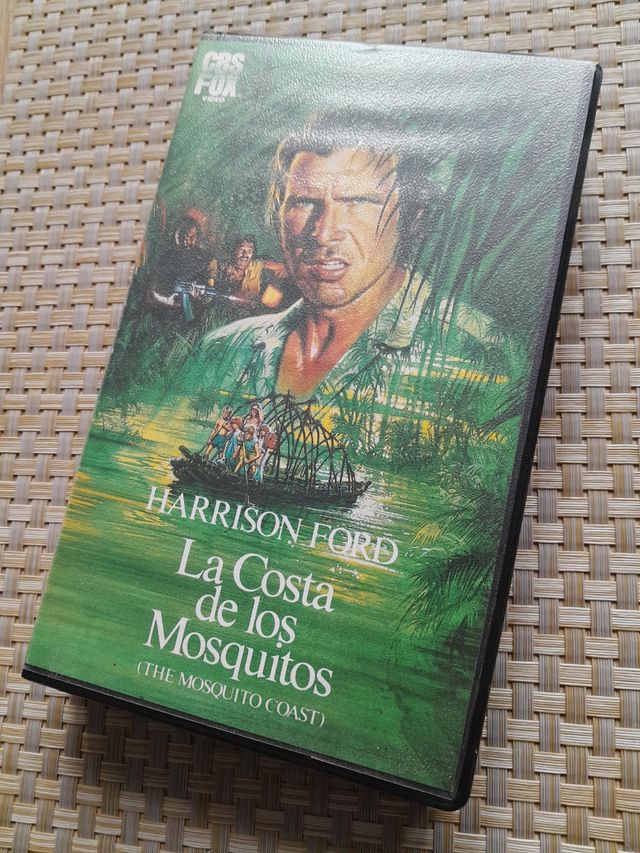 CBS
FOX
VIDEO
HARRISON FORD
La Costa
de los
Mosquitos
(THE MOSQUITO COAST)